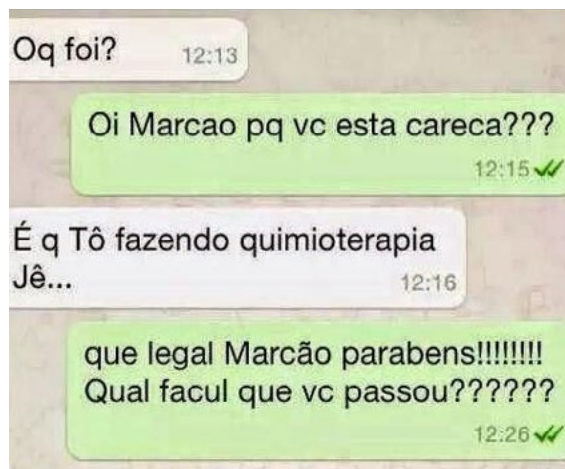 Oq foi? 12:13
Oi Marcao pq vc esta careca???
12:15
É q Tô fazendo quimioterapia
Jê... 12:16
que legal Marcão parabens!!!!!!!!
Qual facul que vc passou??????
12:26